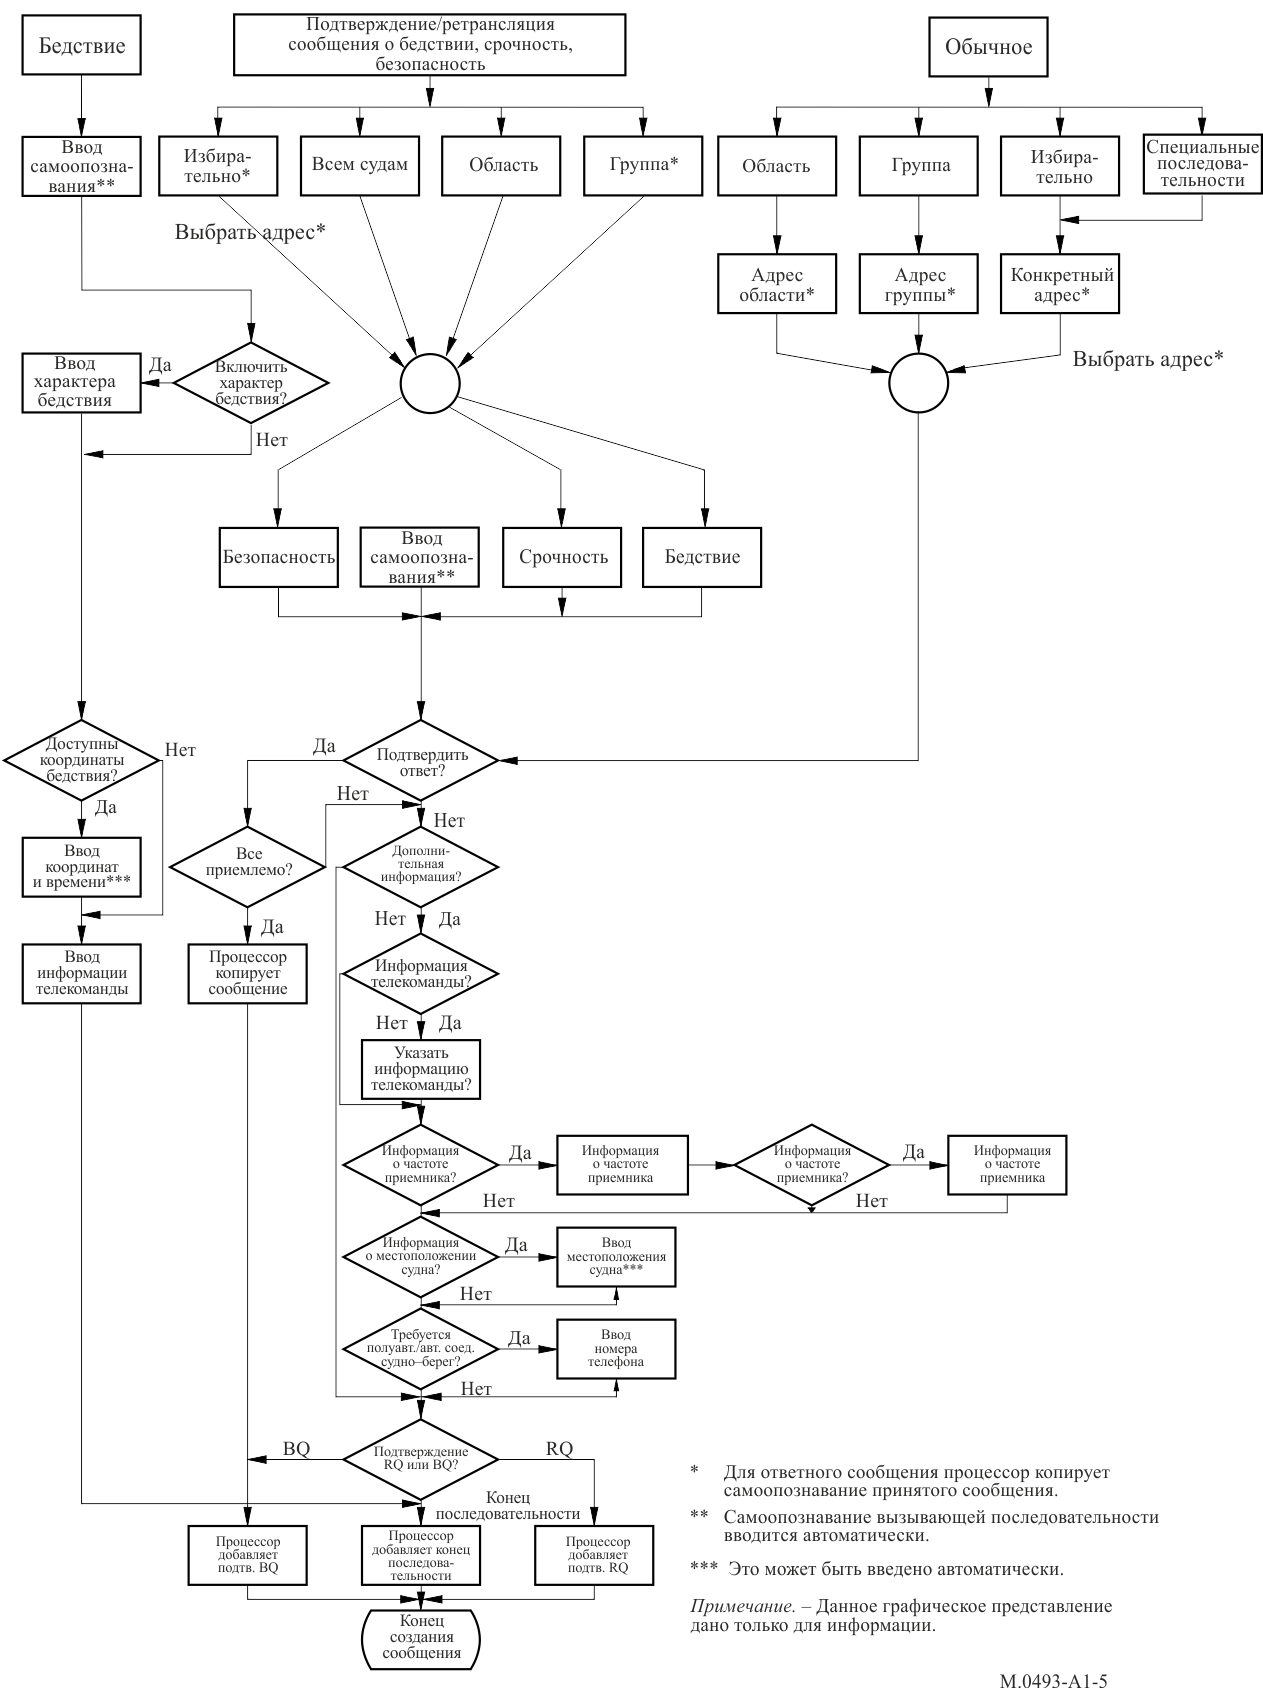 Бедствие
Подтверждение/ретрансляция
сообщения о бедствии, срочность,
безопасность
Обычное
Ввод
самоопозна-
вания**
Избира-
тельно*
Всем судам
Область
Группа*
Область
Группа
Избира-
тельно
Специальные
последова-
тельности
Выбрать адрес*
Адрес
области*
Адрес
группы*
Конкретный
адрес*
Выбрать адрес*
Ввод
характера
бедствия
Да
Включить
характер
бедствия?
Нет
Безопасность
Ввод
самоопозна-
вания**
Срочность
Бедствие
Доступны
координаты
бедствия?
Нет
Да
Да
Подтвердить
ответ?
Нет
Нет
Ввод
координат
и времени***
Все
приемлемо?
Дополни-
тельная
информация?
Да
Нет
Да
Ввод
информации
телекоманды
Процессор
копирует
сообщение
Информация
телекоманды?
Нет
Да
Указать
информацию
телекоманды?
Информация
о частоте
приемника?
Да
Информация
о частоте
приемника
Информация
о частоте
приемника?
Да
Информация
о частоте
приемника
Нет
Нет
Информация
о местоположении
судна?
Да
Ввод
местоположения
судна***
Нет
Требуется
полуавт./авт. соед.
судно–берег?
Да
Ввод
номера
телефона
Нет
BQ
Подтверждение
RQ или BQ?
RQ
Конец
последовательности
Процессор
добавляет
подтв. BQ
Процессор
добавляет конец
последова-
тельности
Процессор
добавляет
подтв. RQ
Конец
создания
сообщения
* Для ответного сообщения процессор копирует
самоопознавание принятого сообщения.
** Самоопознавание вызывающей последовательности
вводится автоматически.
*** Это может быть введено автоматически.
Примечание. – Данное графическое представление
дано только для информации.
M.0493-A1-5